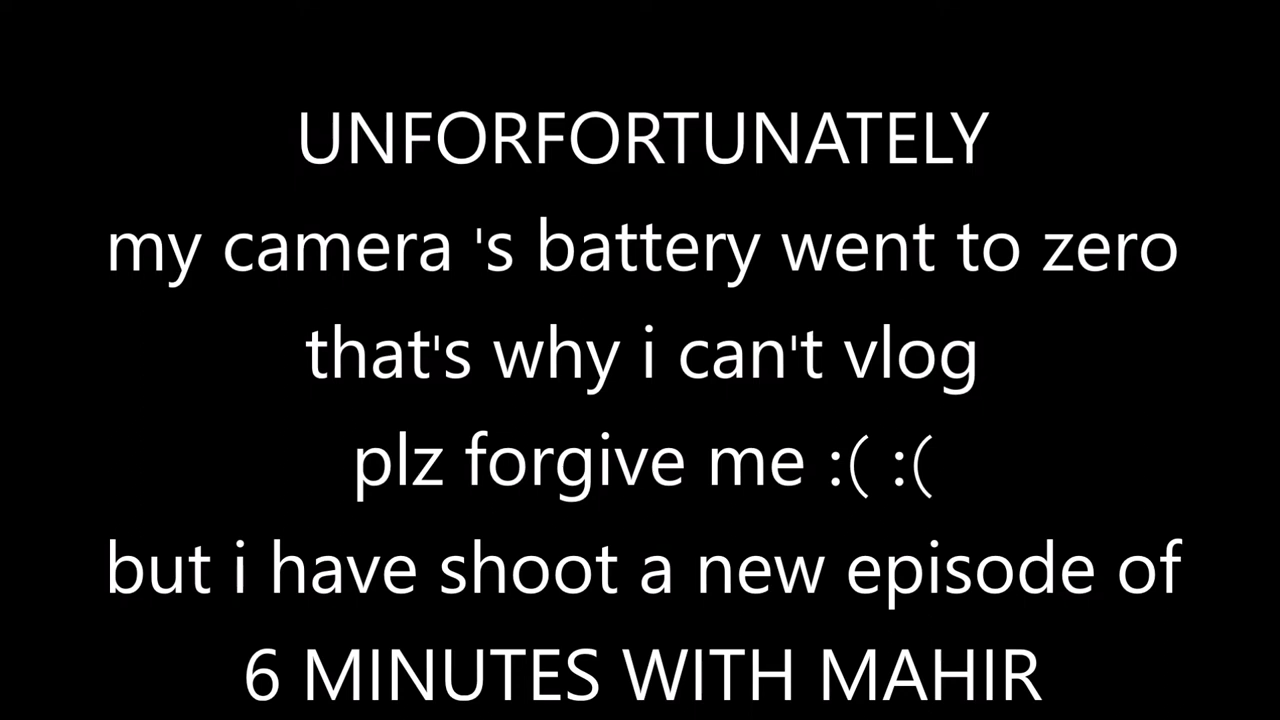 UNFORFORTUNATELY
my camera 's battery went to zero
that's why i can't vlog
plz forgive me :( :(
but i have shoot a new episode of
6 MINUTES WITH MAHIR